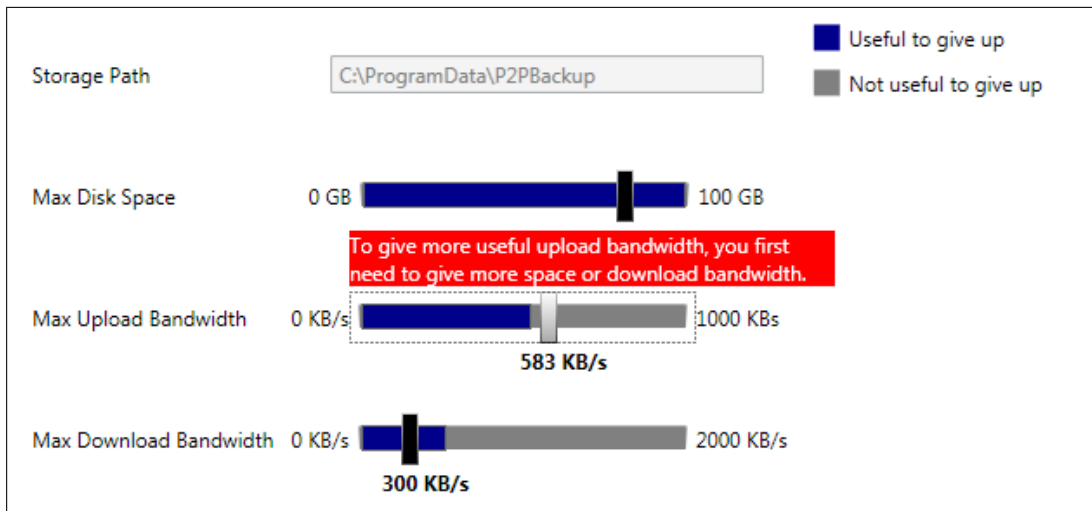 Useful to give up
Storage Path C:\ProgramData\P2PBackup
Not useful to give up
Max Disk Space 0 GB 100 GB
To give more useful upload bandwidth, you first
need to give more space or download bandwidth.
Max Upload Bandwidth 0 KB/s 1000 KBs
583 KB/s
Max Download Bandwidth 0 KB/s 2000 KB/s
300 KB/s